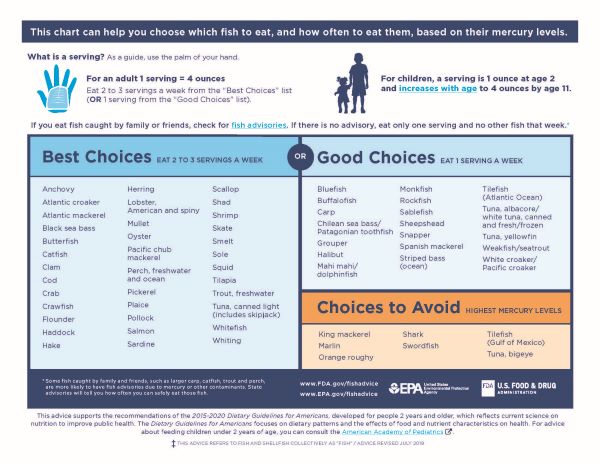 This chart can help you choose which fish to eat, and how often to eat them, based on their mercury levels.
What is a serving? As a guide, use the palm of your hand.
For an adult 1 serving = 4 ounces
Eat 2 to 3 servings a week from the "Best Choices" list
(OR 1 serving from the "Good Choices" list).
For children, a serving is 1 ounce at age 2
and increases with age to 4 ounces by age 11.
If you eat fish caught by family or friends, check for fish advisories. If there is no advisory, eat only one serving and no other fish that week.*
Best Choices EAT 2 TO 3 SERVINGS A WEEK
Anchovy
Atlantic croaker
Atlantic mackerel
Black sea bass
Butterfish
Catfish
Clam
Cod
Crab
Crawfish
Flounder
Haddock
Hake
Herring
Lobster,
American and spiny
Mullet
Oyster
Pacific chub
mackerel
Perch, freshwater
and ocean
Pickerel
Plaice
Pollock
Salmon
Sardine
Scallop
Shad
Shrimp
Skate
Smelt
Sole
Squid
Tilapia
Trout, freshwater
Tuna, canned light
(includes skipjack)
Whitefish
Whiting
OR
Good Choices EAT 1 SERVING A WEEK
Bluefish
Buffalofish
Carp
Chilean sea bass/
Patagonian toothfish
Grouper
Halibut
Mahi mahi/
dolphinfish
Monkfish
Rockfish
Sablefish
Sheepshead
Snapper
Spanish mackerel
Striped bass
(ocean)
Tilefish
(Atlantic Ocean)
Tuna, albacore/
white tuna, canned
and fresh/frozen
Tuna, yellowfin
Weakfish/seatrout
White croaker/
Pacific croaker
Choices to Avoid HIGHEST MERCURY LEVELS
King mackerel
Marlin
Orange roughy
Shark
Swordfish
Tilefish
(Gulf of Mexico)
Tuna, bigeye
*Some fish caught by family and friends, such as larger carp, catfish, trout and perch,
are more likely to have fish advisories due to mercury or other contaminants. State
advisories will tell you how often you can safely eat those fish.
www.FDA.gov/fishadvice
www.EPA.gov/fishadvice
EPA United States
Environmental Protection
Agency
FDA U.S. FOOD & DRUG
ADMINISTRATION
This advice supports the recommendations of the 2015-2020 Dietary Guidelines for Americans, developed for people 2 years and older, which reflects current science on
nutrition to improve public health. The Dietary Guidelines for Americans focuses on dietary patterns and the effects of food and nutrient characteristics on health. For advice
about feeding children under 2 years of age, you can consult the American Academy of Pediatrics.
‡ THIS ADVICE REFERS TO FISH AND SHELLFISH COLLECTIVELY AS "FISH" / ADVICE REVISED JULY 2019